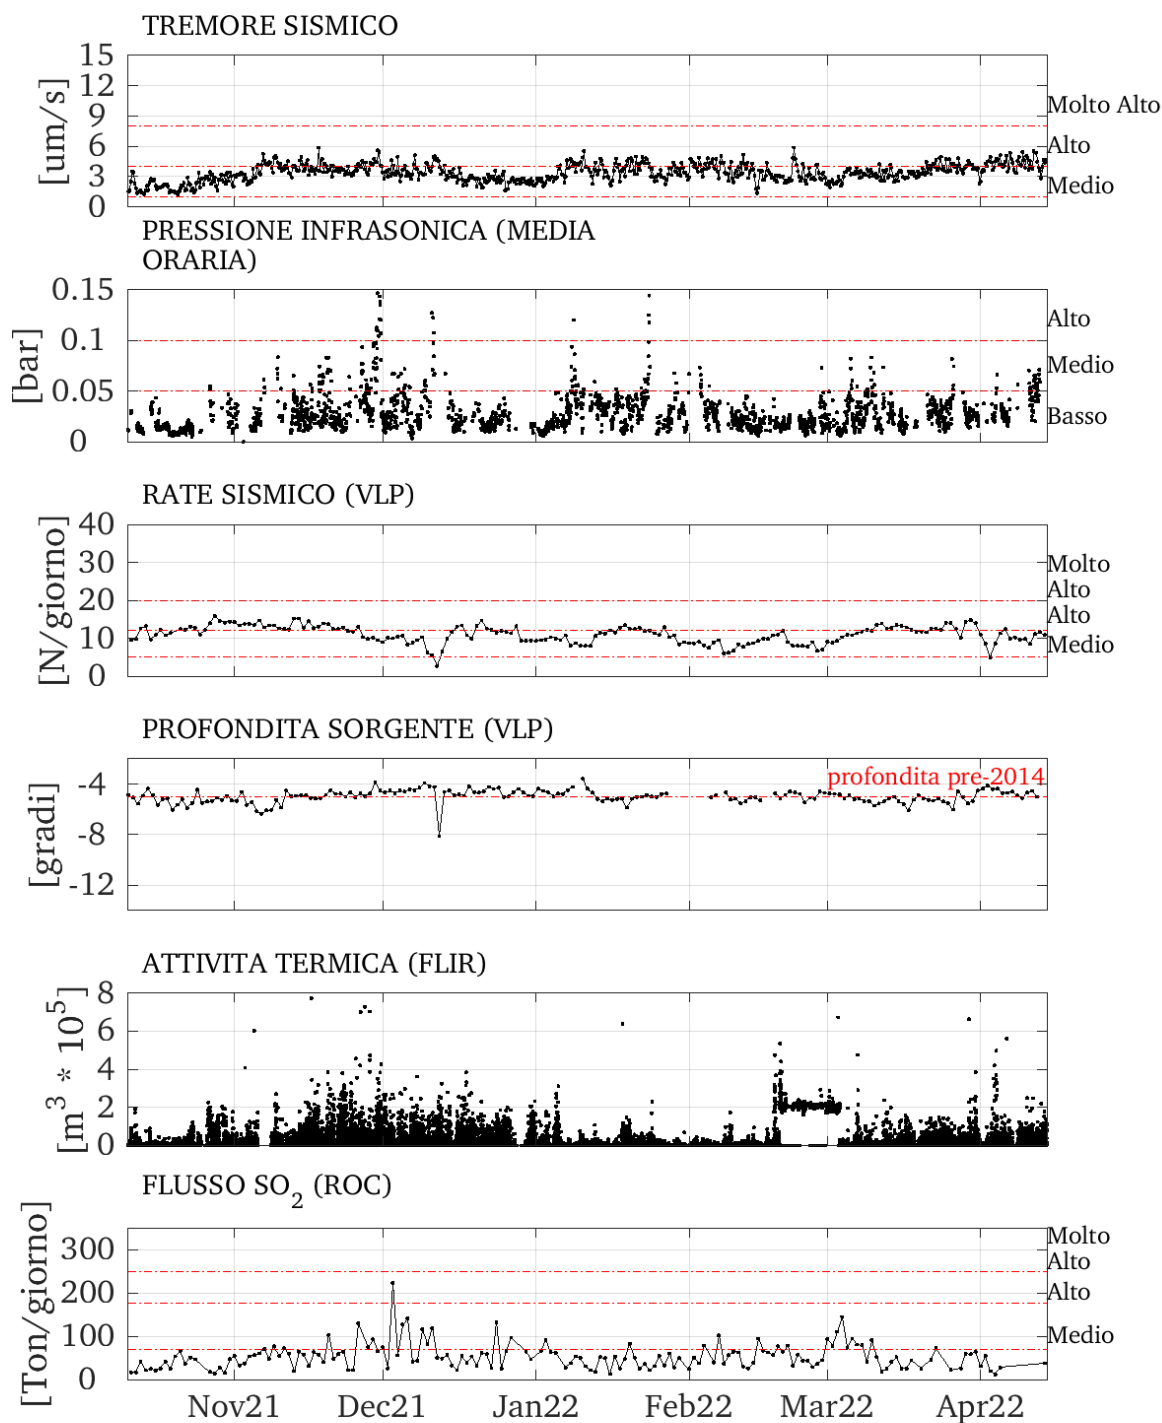 TREMORE SISMICO
[um/s]
15
12
9
6
3
0
Molto Alto
Alto
Medio
PRESSIONE INFRASONICA (MEDIA
ORARIA)
[bar]
0.15
0.1
0.05
0
Alto
Medio
Basso
RATE SISMICO (VLP)
[N/giorno]
40
30
20
10
0
Molto
Alto
Alto
Medio
PROFONDITA SORGENTE (VLP)
[gradi]
-4
-8
-12
profondita pre-2014
ATTIVITA TERMICA (FLIR)
[m³ * 10⁵]
8
6
4
2
0
FLUSSO SO₂ (ROC)
[Ton/giorno]
300
200
100
0
Molto
Alto
Alto
Medio
Nov21 Dec21 Jan22 Feb22 Mar22 Apr22